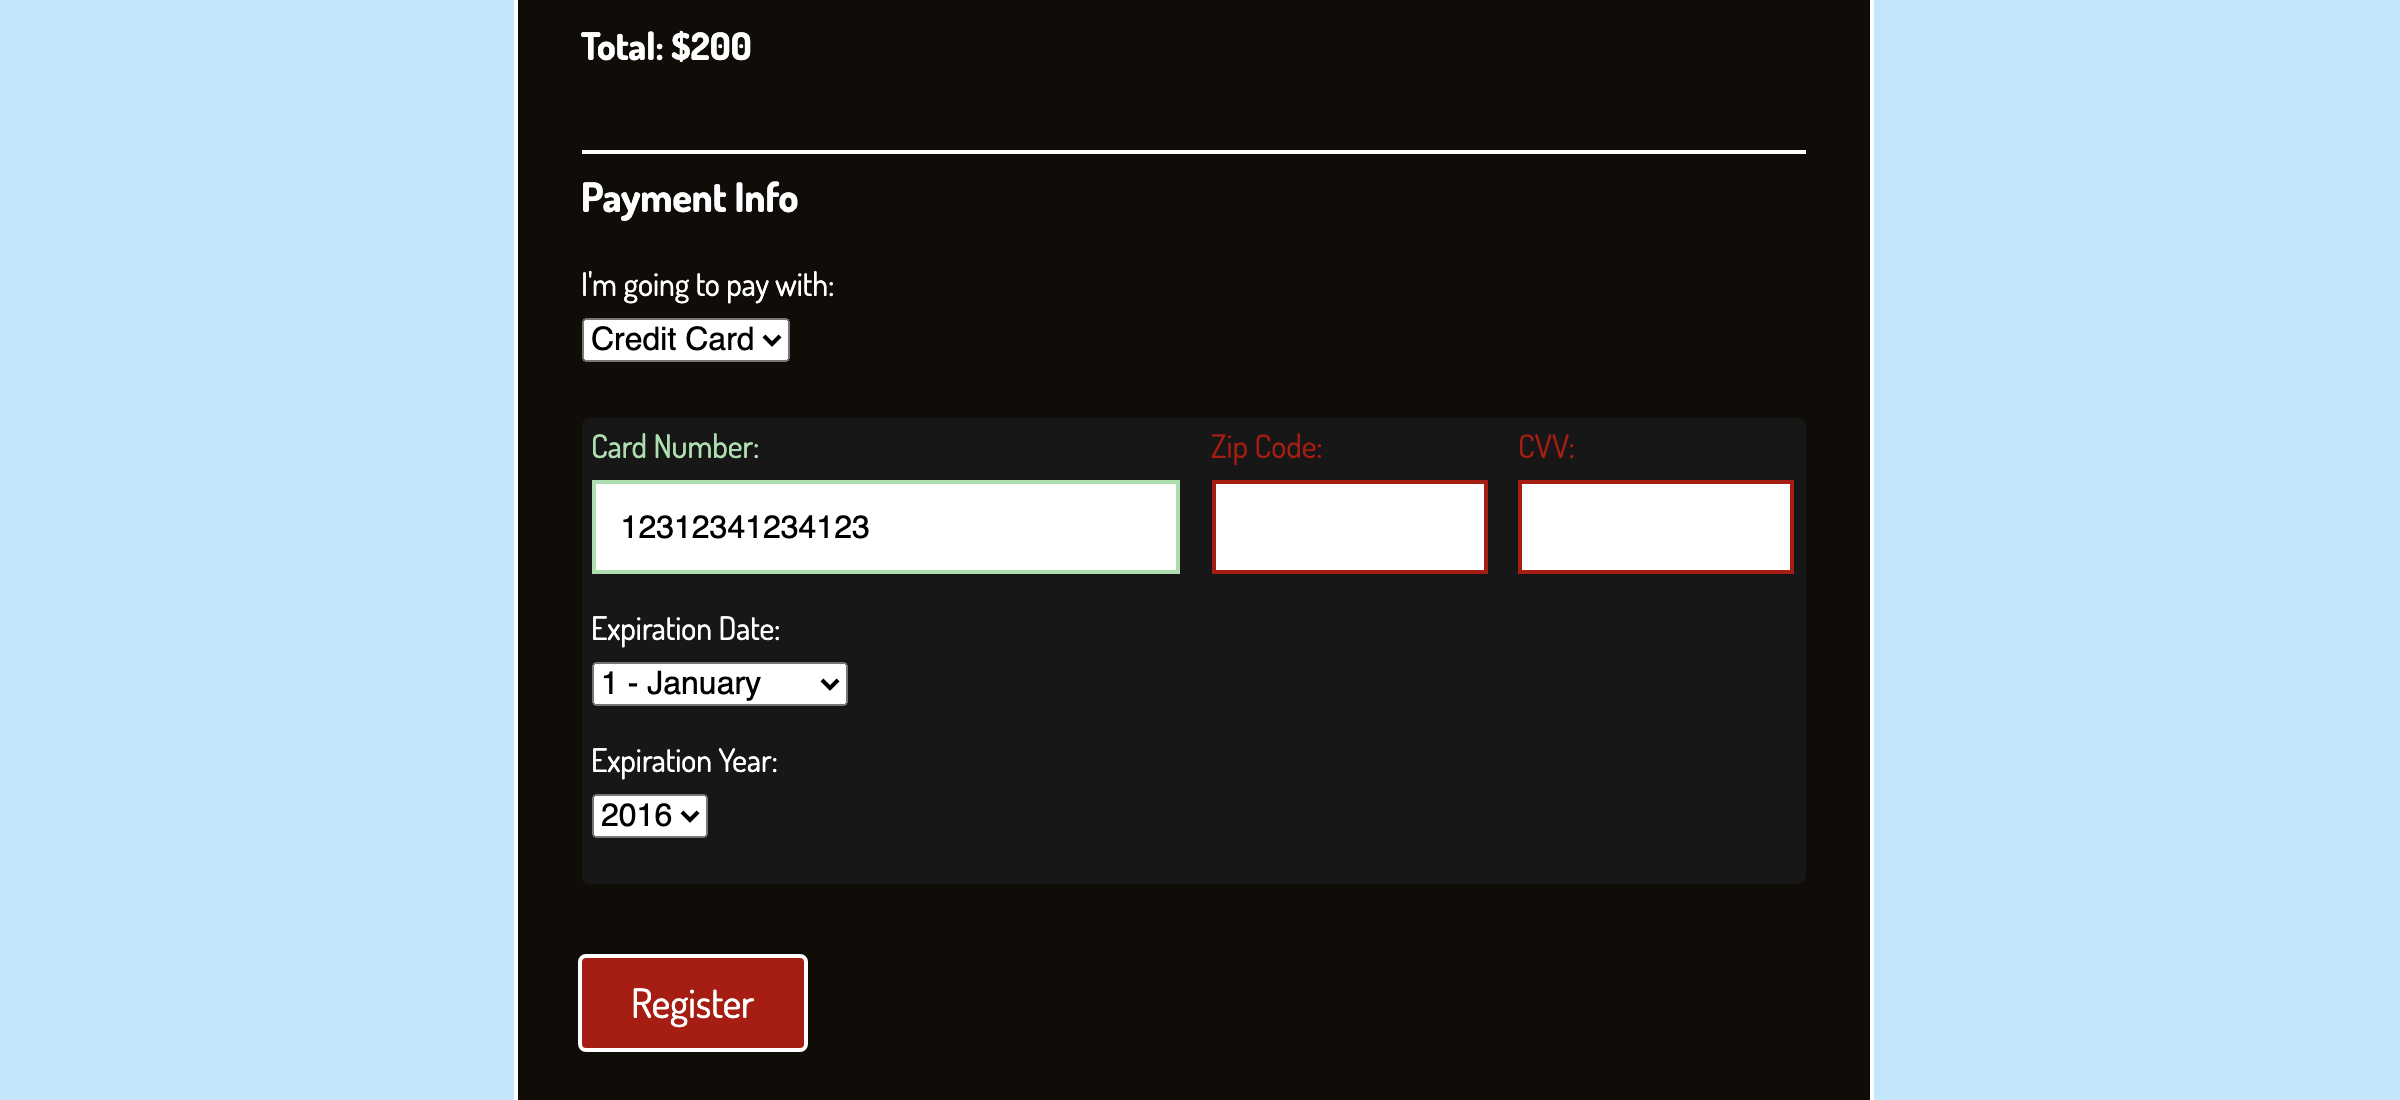 Total: $200
Payment Info
I'm going to pay with:
Credit Card
Card Number: Zip Code: CVV:
12312341234123
Expiration Date:
1 - January
Expiration Year:
2016
Register